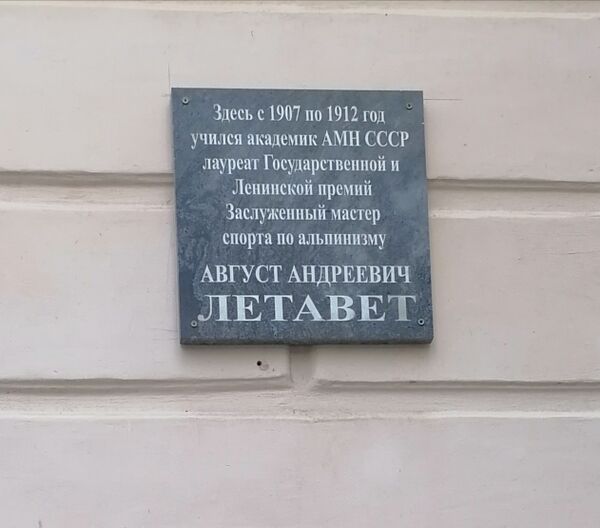 Здесь с 1907 по 1912 год
учился академик АМН СССР
лауреат Государственной и
Ленинской премий
Заслуженный мастер
спорта по альпинизму
АВГУСТ АНДРЕЕВИЧ
ЛЕТАВЕТ